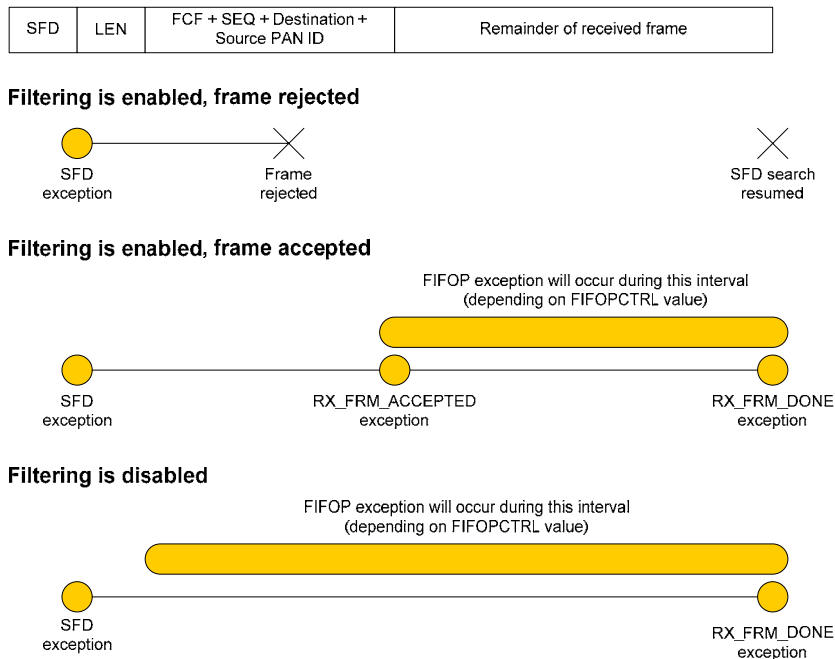 SFD
LEN
FCF + SEQ + Destination +
Source PAN ID
Remainder of received frame
Filtering is enabled, frame rejected
SFD
exception
Frame
rejected
SFD search
resumed
Filtering is enabled, frame accepted
FIFOP exception will occur during this interval
(depending on FIFOPCTRL value)
SFD
exception
RX_FRM_ACCEPTED
exception
RX_FRM_DONE
exception
Filtering is disabled
FIFOP exception will occur during this interval
(depending on FIFOPCTRL value)
SFD
exception
RX_FRM_DONE
exception